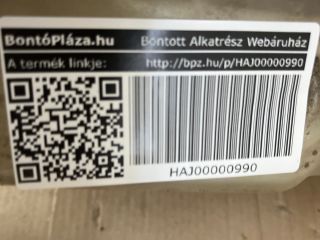 BontóPláza.hu Bontott Alkatrész Webáruház
A termék linkje: http://bpz.hu/p/HAJ00000990
HAJ00000990